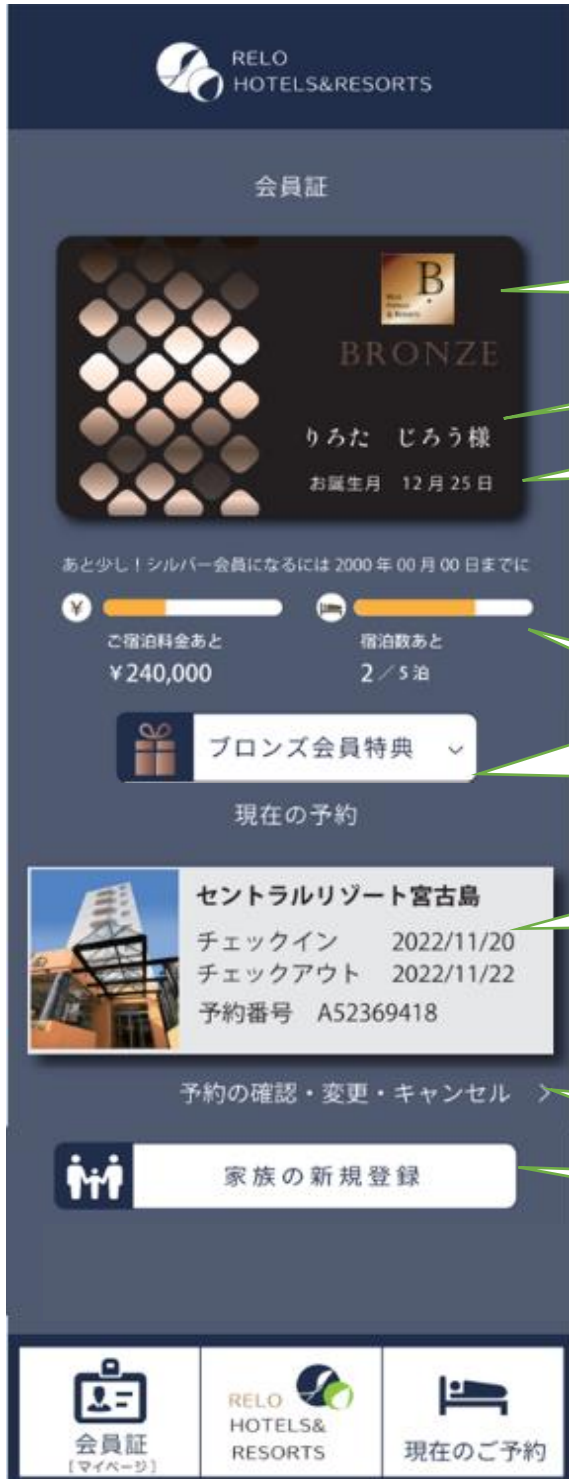 RELO
HOTELS&RESORTS
会員証
B
BRONZE
りろた じろう様
お誕生月 12月25日
あと少し！シルバー会員になるには 2000年00月00日までに
¥
ご宿泊料金あと
¥240,000
宿泊数あと
2／5泊
ブロンズ会員特典
現在の予約
セントラルリゾート宮古島
チェックイン 2022/11/20
チェックアウト 2022/11/22
予約番号 A52369418
予約の確認・変更・キャンセル >
家族の新規登録
会員証
[マイページ]
RELO
HOTELS&
RESORTS
現在のご予約